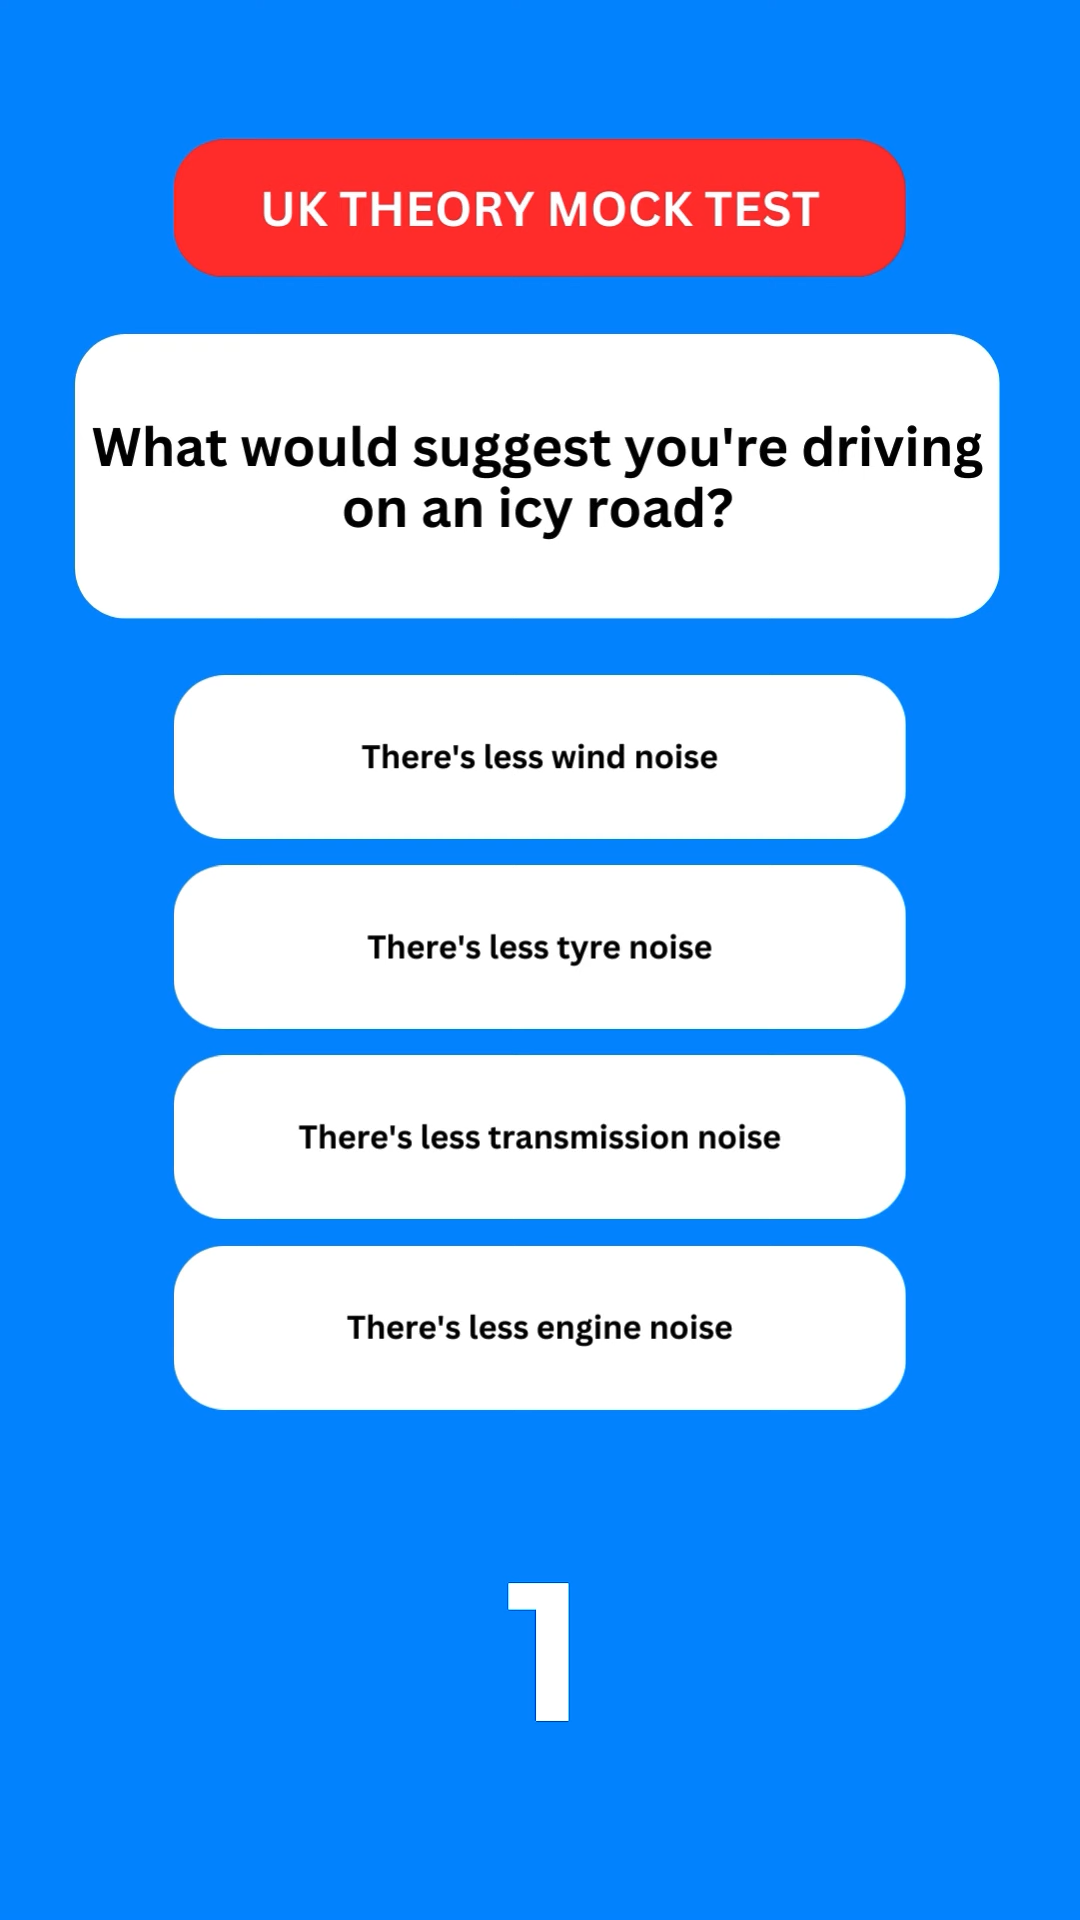 UK THEORY MOCK TEST
What would suggest you're driving
on an icy road?
There's less wind noise
There's less tyre noise
There's less transmission noise
There's less engine noise
1